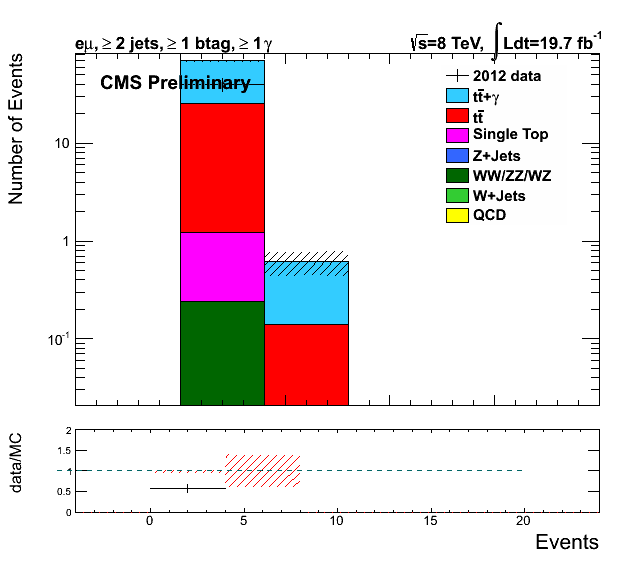 eμ, ≥ 2 jets, ≥ 1 btag, ≥ 1 γ
√s=8 TeV, ∫ Ldt=19.7 fb⁻¹
CMS Preliminary
2012 data
tt̄+γ
tt̄
Single Top
Z+Jets
WW/ZZ/WZ
W+Jets
QCD
Number of Events
10
1
10⁻¹
data/MC
2
1.5
1
0.5
0
0 5 10 15 20
Events